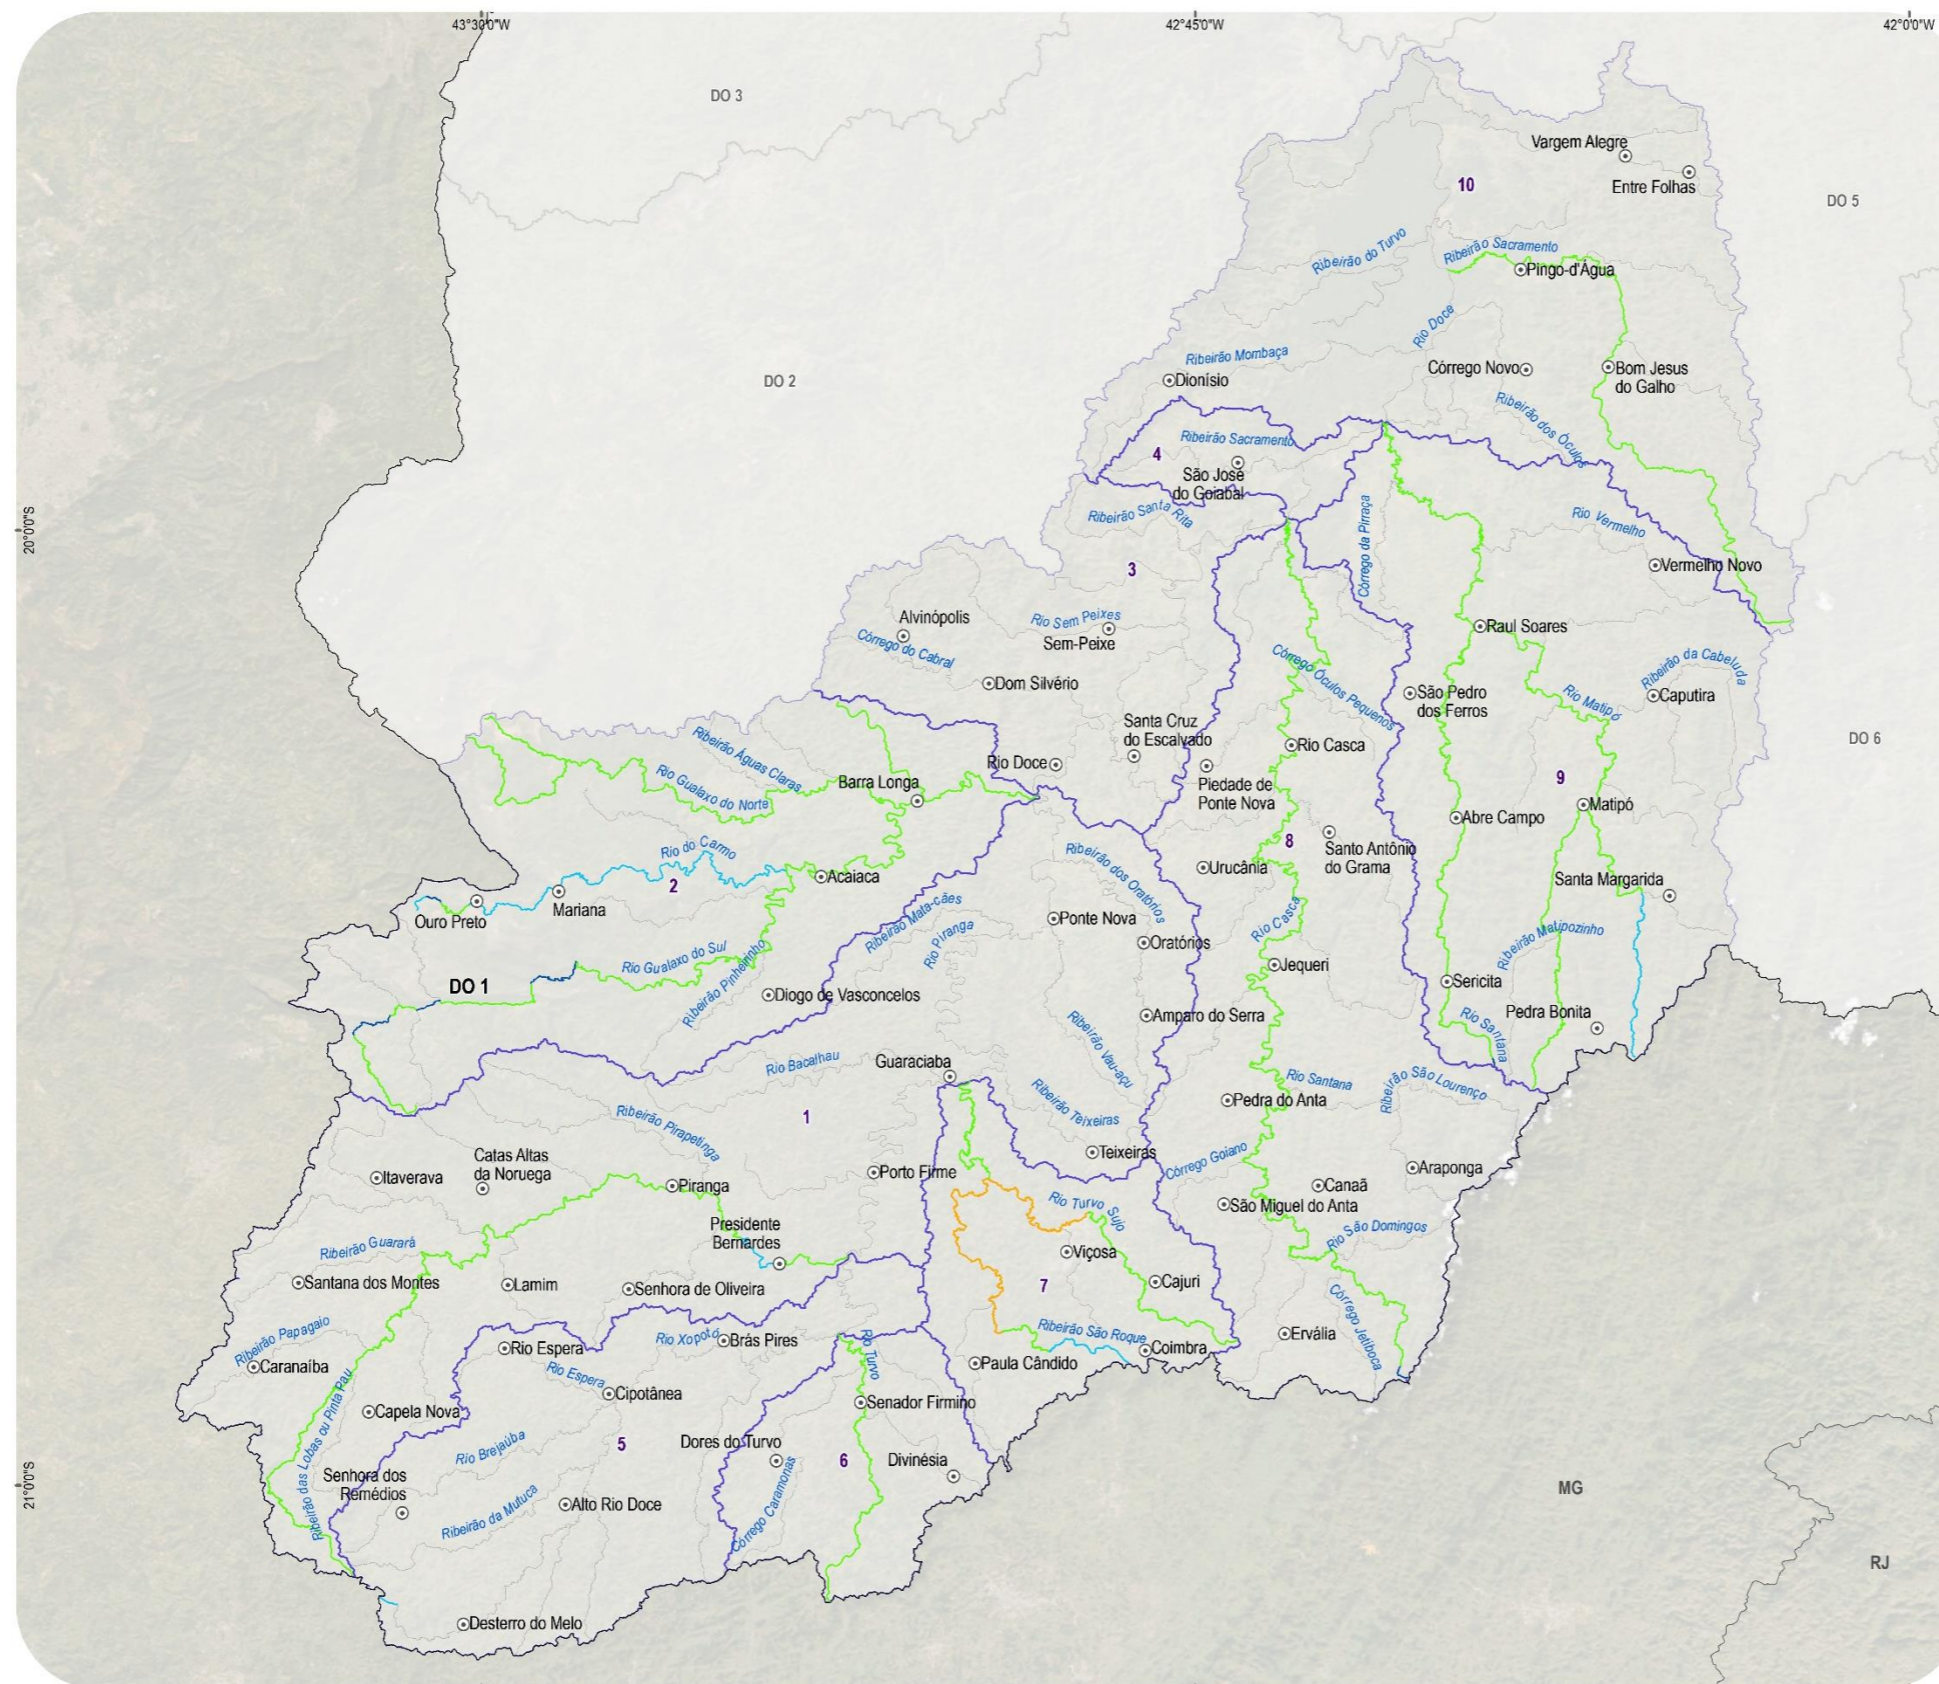 43°30'0"W
42°45'0"W
42°0'0"W
DO 3
Vargem Alegre
10
Entre Folhas
DO 5
Ribeirão do Turvo
Ribeirão Sacramento
Pingo-d'Água
Rio Doce
Ribeirão Mombaça
Dionísio
Córrego Novo
Bom Jesus
do Galho
DO 2
Ribeirão dos Óculos
Ribeirão Sacramento
4
São José
do Goiabal
Ribeirão Santa Rita
20°0'0"S
Córrego da Pirraça
Rio Vermelho
Vermelho Novo
3
Alvinópolis
Rio Sem Peixes
Sem-Peixe
Córrego do Cabral
Dom Silvério
Raul Soares
Córrego Óculos Pequenos
Ribeirão da Cabeluda
São Pedro
dos Ferros
Rio Matipó
Caputira
Santa Cruz
do Escalvado
Rio Casca
DO 6
Ribeirão Águas Claras
Rio Doce
Rio Gualaxo do Norte
Barra Longa
Piedade de
Ponte Nova
9
Matipó
Abre Campo
8
Santo Antônio
do Grama
Rio do Carmo
2
Acaiaca
Ribeirão dos Oratórios
Urucânia
Santa Margarida
Ouro Preto
Mariana
Ribeirão Mata-cães
Rio Piranga
Ponte Nova
Oratórios
Rio Casca
Ribeirão Matipozinho
Rio Gualaxo do Sul
Ribeirão Pinheirinho
Jequeri
Sericita
DO 1
Diogo de Vasconcelos
Amparo do Serra
Rio Santana
Pedra Bonita
Ribeirão Vau-açu
Rio Bacalhau
Guaraciaba
Rio Santana
Ribeirão São Lourenço
Pedra do Anta
1
Ribeirão Pirapetinga
Ribeirão Teixeiras
Teixeiras
Córrego Goiano
Araponga
Catas Altas
da Noruega
Itaverava
Piranga
Porto Firme
Canaã
São Miguel do Anta
Rio Turvo Sujo
Presidente
Bernardes
Rio São Domingos
Ribeirão Guarará
Viçosa
Santana dos Montes
Lamim
Senhora de Oliveira
7
Cajuri
Córrego Jetiboca
Ribeirão Papagaio
Rio Espera
Rio Xopotó
Brás Pires
Rio Turvo
Ribeirão São Roque
Coimbra
Ervália
Caranaíba
Paula Cândido
Rio Espera
Cipotânea
Senador Firmino
Capela Nova
Ribeirão das Lobas ou Pinta Pau
Rio Brejaúba
5
Dores do Turvo
6
Divinésia
Senhora dos
Remédios
Córrego Caramonas
21°0'0"S
Ribeirão da Mutuca
Alto Rio Doce
MG
RJ
Desterro do Melo